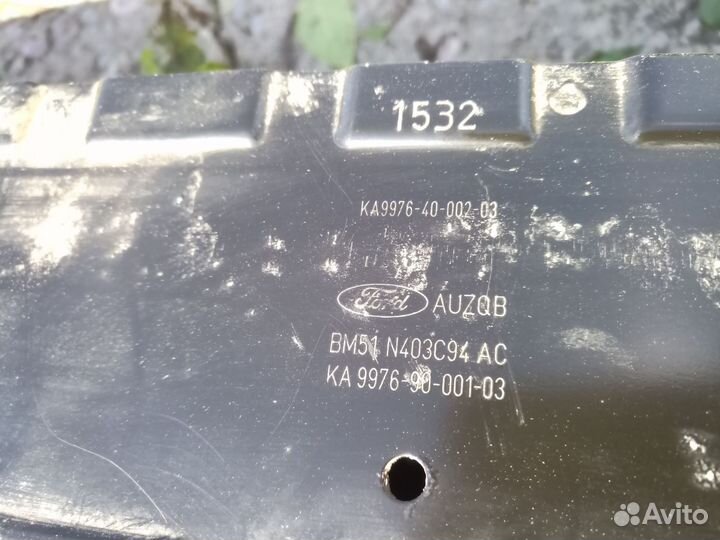 1532
KA9976-40-002-03
Ford AUZQB
BM51 N403C94 AC
KA 9976-90-001-03
Avito